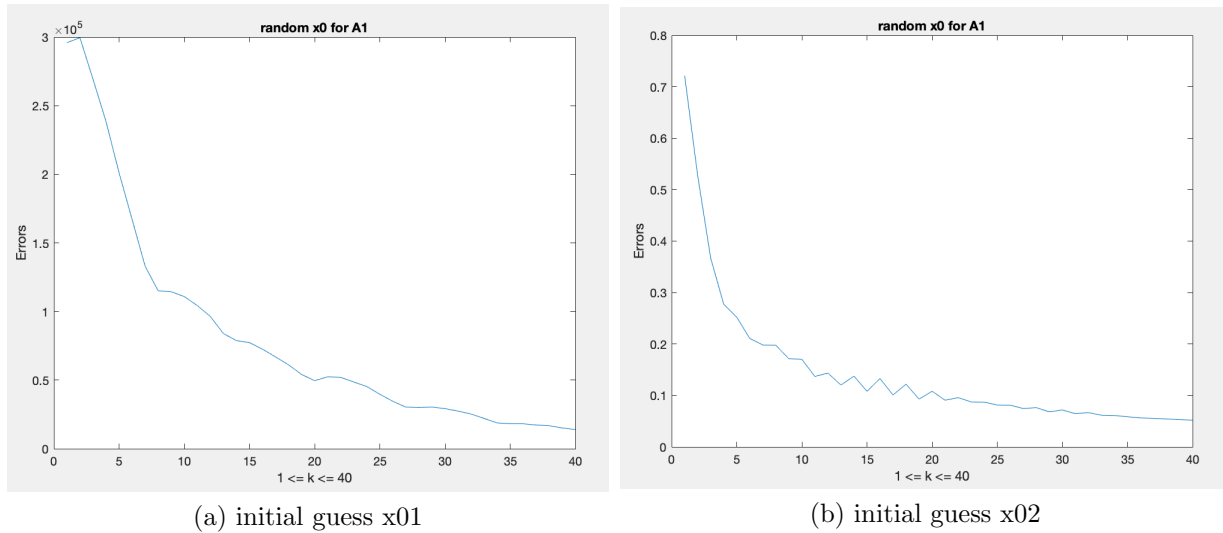 random x0 for A1
×10^5
3
2.5
2
1.5
1
0.5
0
Errors
0 5 10 15 20 25 30 35 40
1 <= k <= 40
(a) initial guess x01
random x0 for A1
0.8
0.7
0.6
0.5
0.4
0.3
0.2
0.1
0
Errors
0 5 10 15 20 25 30 35 40
1 <= k <= 40
(b) initial guess x02